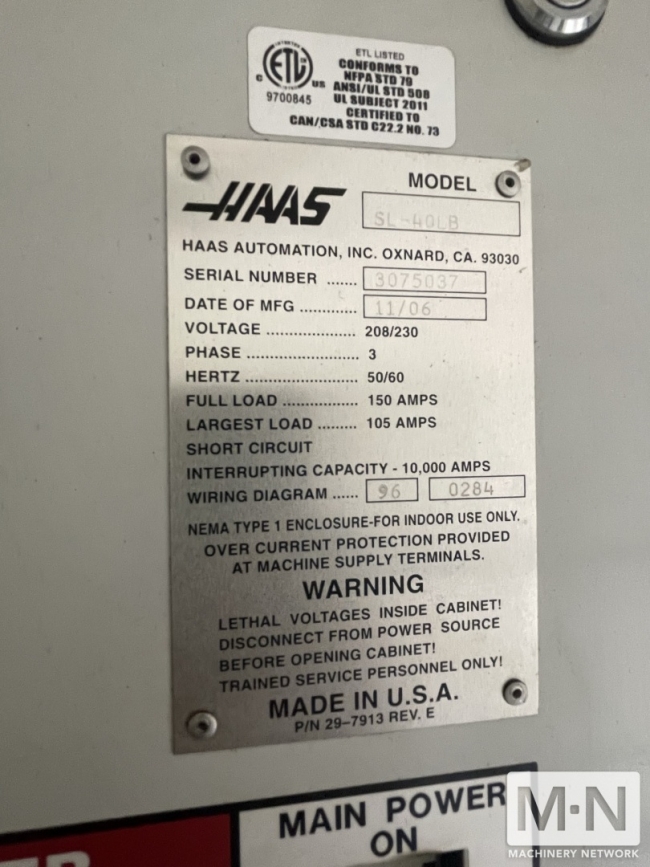 ETL LISTED
CONFORMS TO
NFPA STD 79
ANSI/UL STD 508
UL SUBJECT 2011
CERTIFIED TO
CAN/CSA STD C22.2 NO. 73
C ETL US
9700845
HAAS
MODEL SL-40LB
HAAS AUTOMATION, INC. OXNARD, CA. 93030
SERIAL NUMBER ....... 3075037
DATE OF MFG ............. 11/06
VOLTAGE .................... 208/230
PHASE ......................... 3
HERTZ ......................... 50/60
FULL LOAD ................. 150 AMPS
LARGEST LOAD ......... 105 AMPS
SHORT CIRCUIT
INTERRUPTING CAPACITY - 10,000 AMPS
WIRING DIAGRAM ...... 96 0284
NEMA TYPE 1 ENCLOSURE-FOR INDOOR USE ONLY.
OVER CURRENT PROTECTION PROVIDED
AT MACHINE SUPPLY TERMINALS.
WARNING
LETHAL VOLTAGES INSIDE CABINET!
DISCONNECT FROM POWER SOURCE
BEFORE OPENING CABINET!
TRAINED SERVICE PERSONNEL ONLY!
MADE IN U.S.A.
P/N 29-7913 REV. E
MAIN POWER
ON
M·N
MACHINERY NETWORK